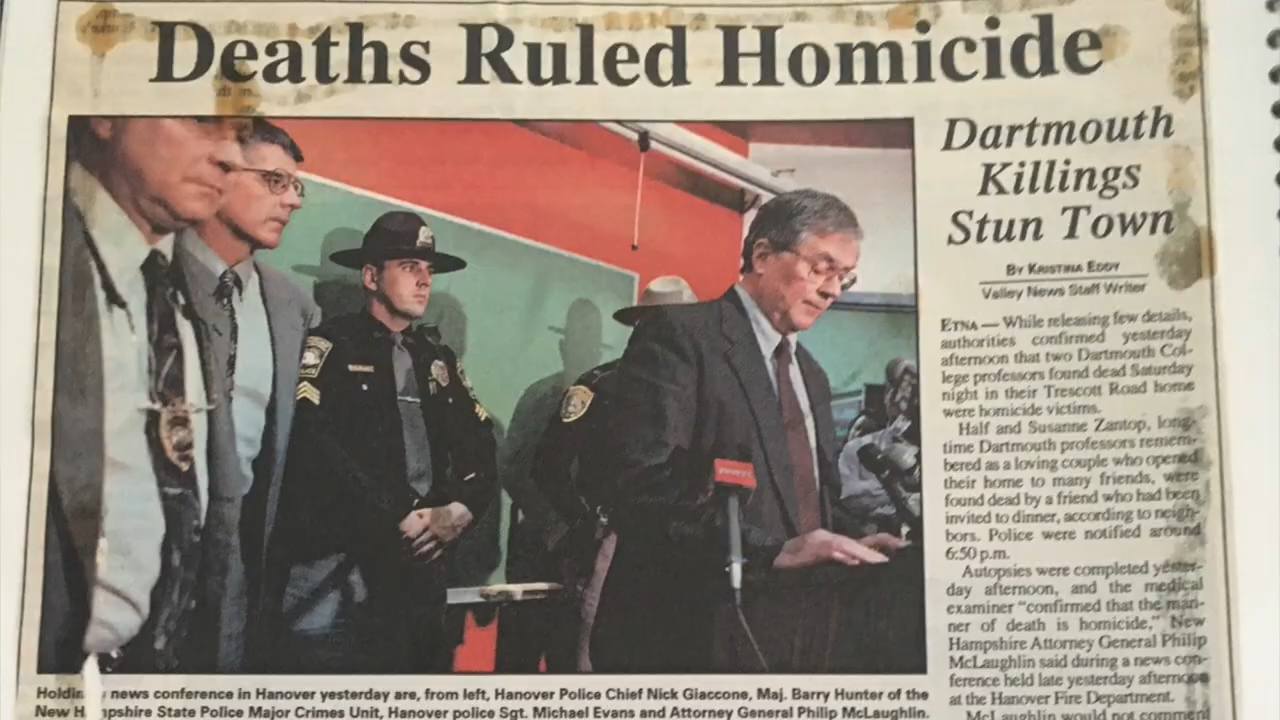 Deaths Ruled Homicide
Dartmouth
Killings
Stun Town
BY KRISTINA EDDY
Valley News Staff Writer
ETNA — While releasing few details,
authorities confirmed yesterday
afternoon that two Dartmouth Col-
lege professors found dead Saturday
night in their Trescott Road home
were homicide victims.
Half and Susanne Zantop, long-
time Dartmouth professors remem-
bered as a loving couple who opened
their home to many friends, were
found dead by a friend who had been
invited to dinner, according to neigh-
bors. Police were notified around
6:50 p.m.
Autopsies were completed yester-
day afternoon, and the medical
examiner "confirmed that the man-
ner of death is homicide," New
Hampshire Attorney General Philip
McLaughlin said during a news con-
ference held late yesterday afternoon
at the Hanover Fire Department.
McLaughlin would not comment
news conference in Hanover yesterday are, from left, Hanover Police Chief Nick Giaccone, Maj. Barry Hunter of the
New H pshire State Police Major Crimes Unit, Hanover police Sgt. Michael Evans and Attorney General Philip McLaughlin.